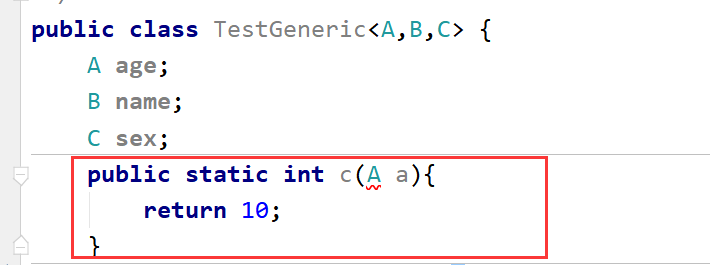 public class TestGeneric<A,B,C> {
A age;
B name;
C sex;
public static int c(A a){
return 10;
}